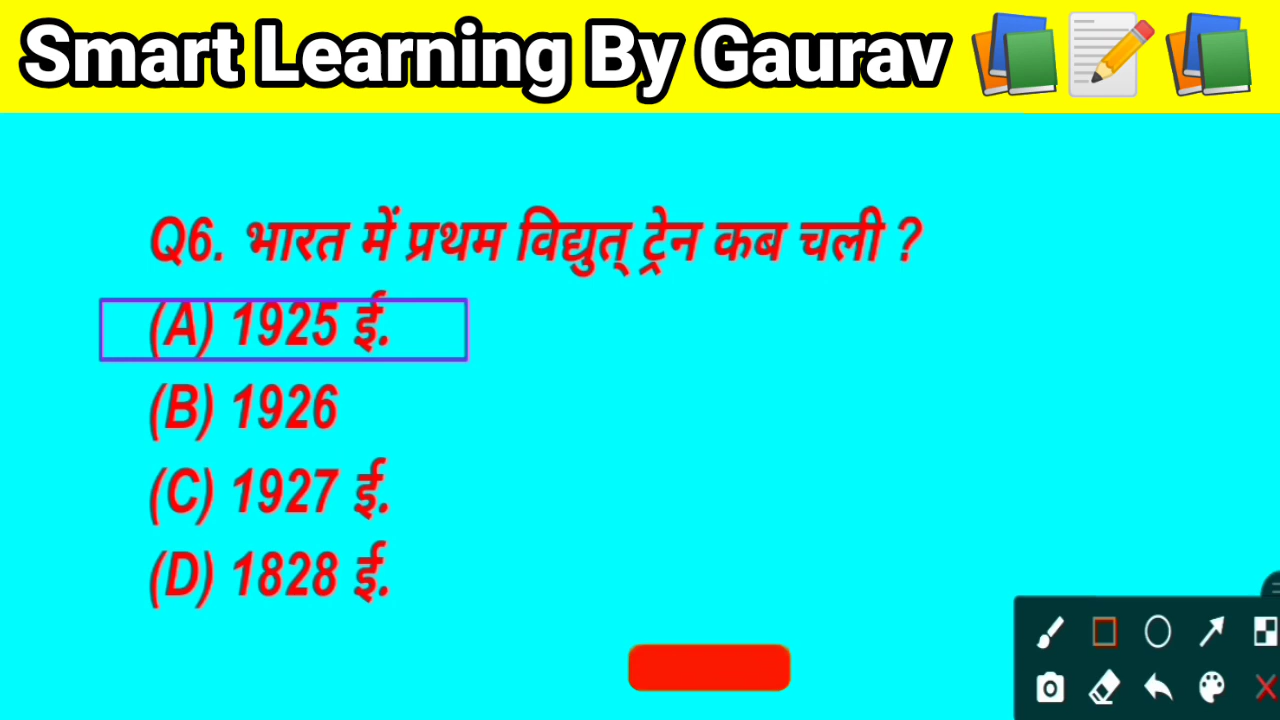 Smart Learning By Gaurav
Q6. भारत में प्रथम विद्युत् ट्रेन कब चली ?
(A) 1925 ई.
(B) 1926
(C) 1927 ई.
(D) 1828 ई.